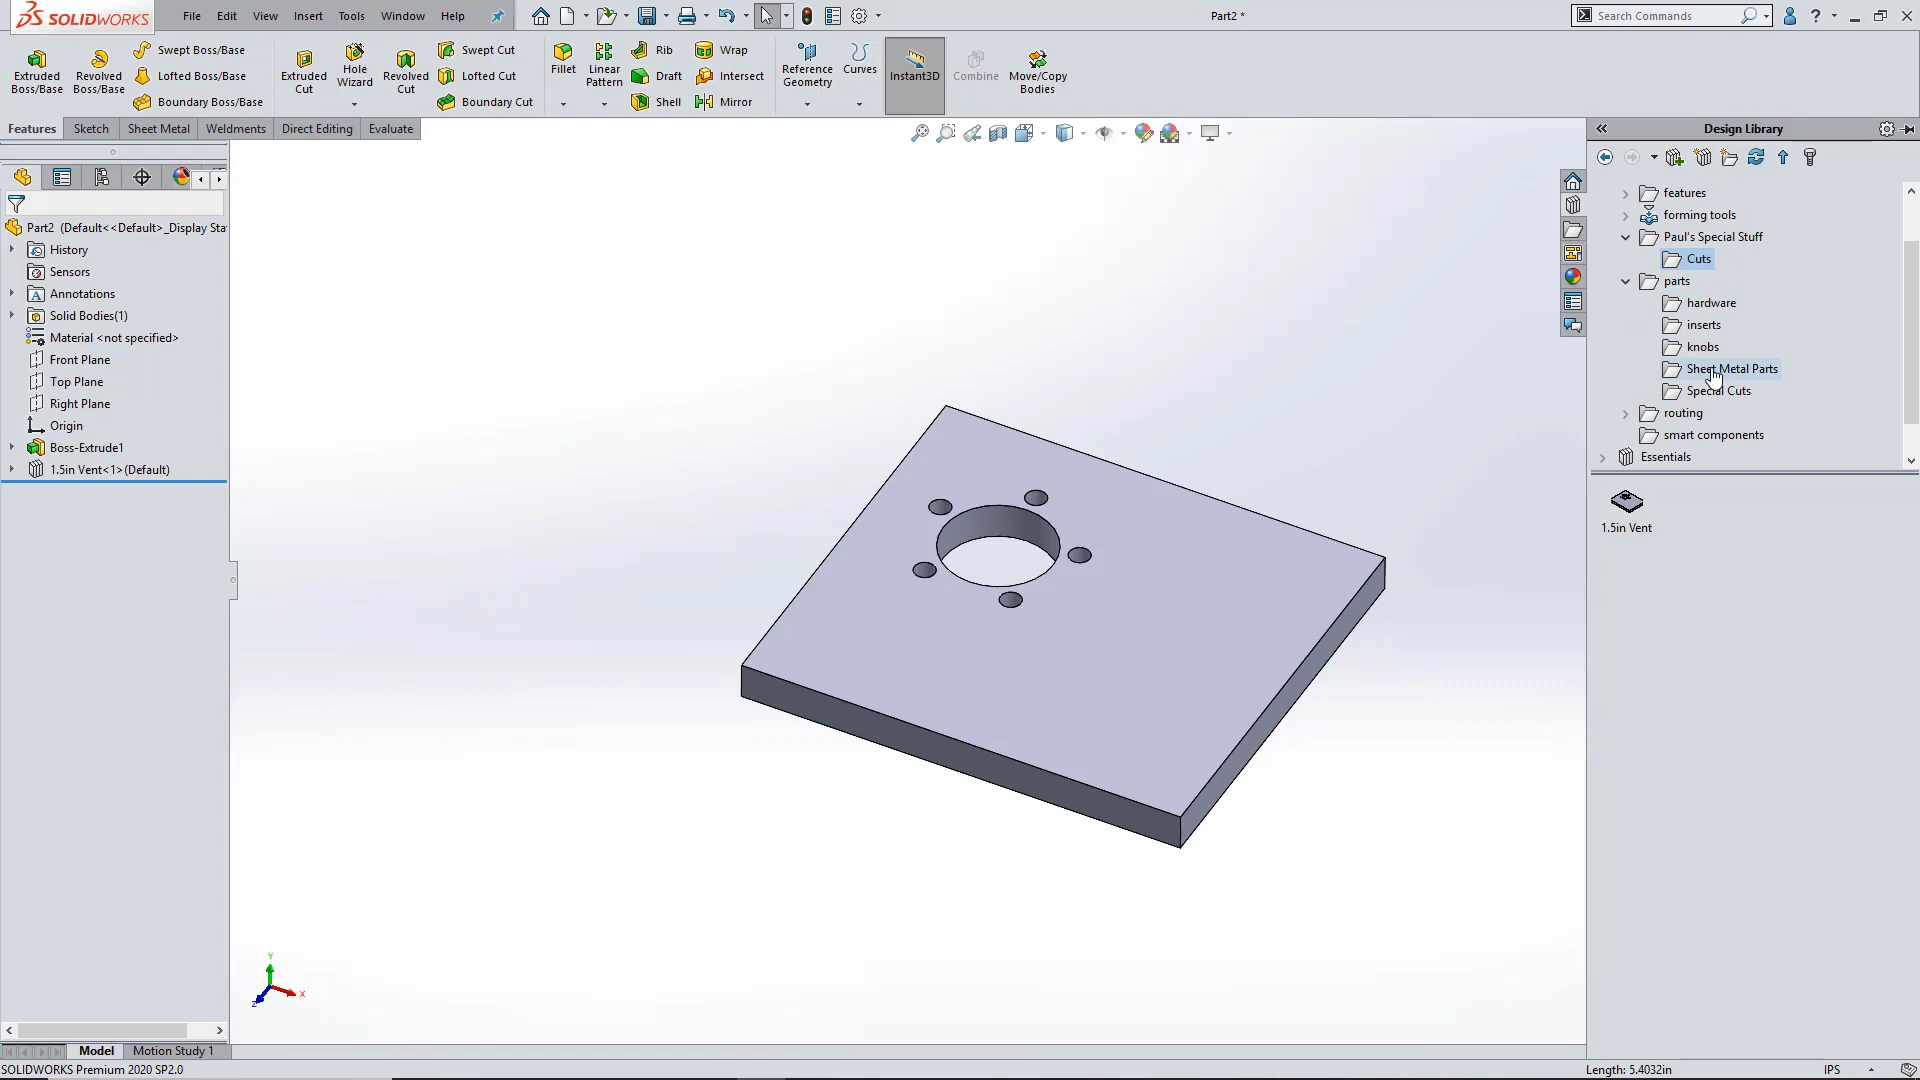 SOLIDWORKS
File Edit View Insert Tools Window Help
Part2 *
Search Commands
Extruded Boss/Base
Revolved Boss/Base
Swept Boss/Base
Lofted Boss/Base
Boundary Boss/Base
Extruded Cut
Hole Wizard
Revolved Cut
Swept Cut
Lofted Cut
Boundary Cut
Fillet
Linear Pattern
Rib
Draft
Shell
Wrap
Intersect
Mirror
Reference Geometry
Curves
Instant3D
Combine
Move/Copy Bodies
Features Sketch Sheet Metal Weldments Direct Editing Evaluate
Part2 (Default<<Default>_Display Sta
History
Sensors
Annotations
Solid Bodies(1)
Material <not specified>
Front Plane
Top Plane
Right Plane
Origin
Boss-Extrude1
1.5in Vent<1>(Default)
Y
X
Z
Design Library
features
forming tools
Paul's Special Stuff
Cuts
parts
hardware
inserts
knobs
Sheet Metal Parts
Special Cuts
routing
smart components
Essentials
1.5in Vent
Model Motion Study 1
SOLIDWORKS Premium 2020 SP2.0
Length: 5.4032in
IPS